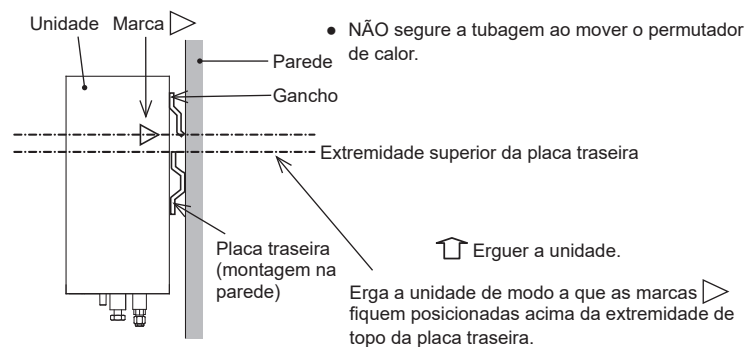 Unidade
Marca
● NÃO segure a tubagem ao mover o permutador
de calor.
Parede
Gancho
Extremidade superior da placa traseira
Placa traseira
(montagem na
parede)
Erguer a unidade.
Erga a unidade de modo a que as marcas
fiquem posicionadas acima da extremidade de
topo da placa traseira.